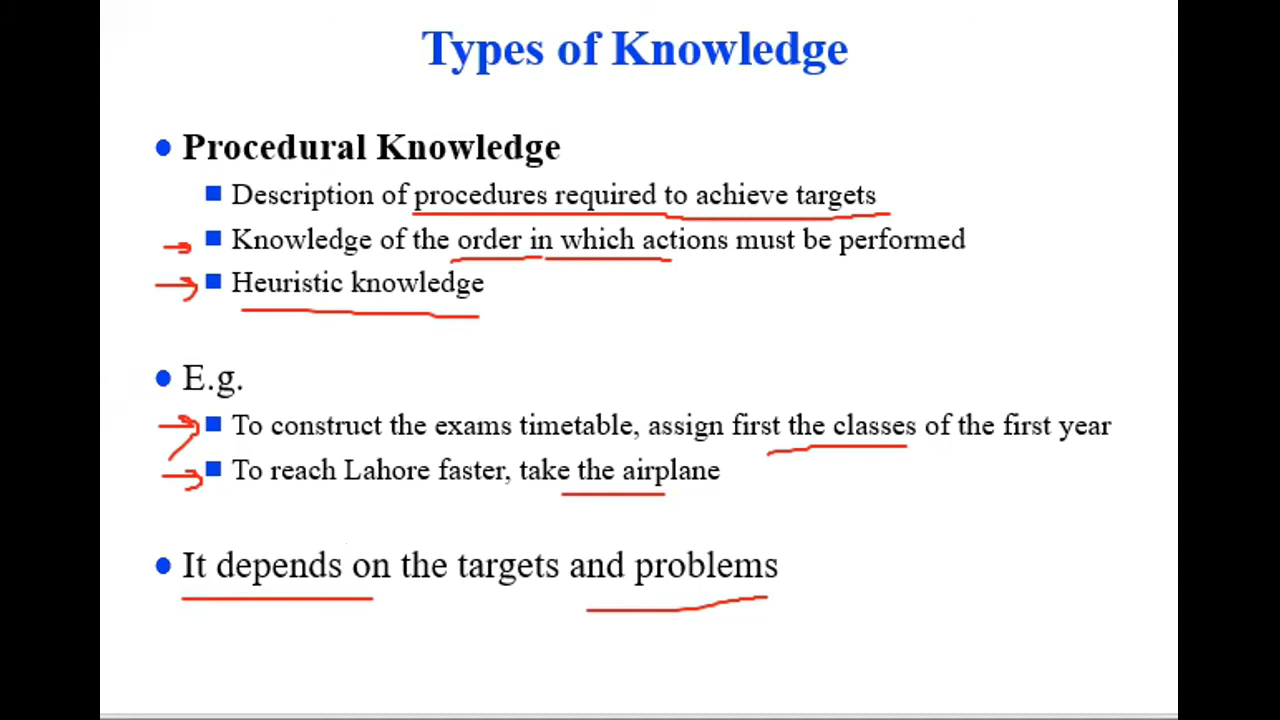 Types of Knowledge
Procedural Knowledge
Description of procedures required to achieve targets
Knowledge of the order in which actions must be performed
Heuristic knowledge
E.g.
To construct the exams timetable, assign first the classes of the first year
To reach Lahore faster, take the airplane
It depends on the targets and problems